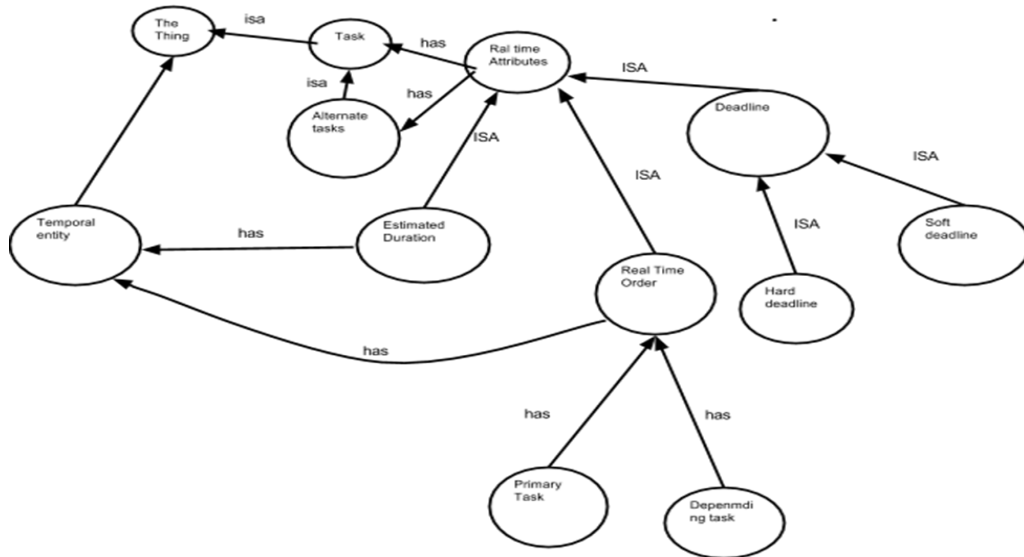 The
Thing
isa
Task
has
Ral time
Attributes
ISA
isa
has
Deadline
Alternate
tasks
ISA
ISA
ISA
Temporal
entity
has
Estimated
Duration
Soft
deadline
ISA
Real Time
Order
Hard
deadline
has
has
has
Primary
Task
Depenmdi
ng task